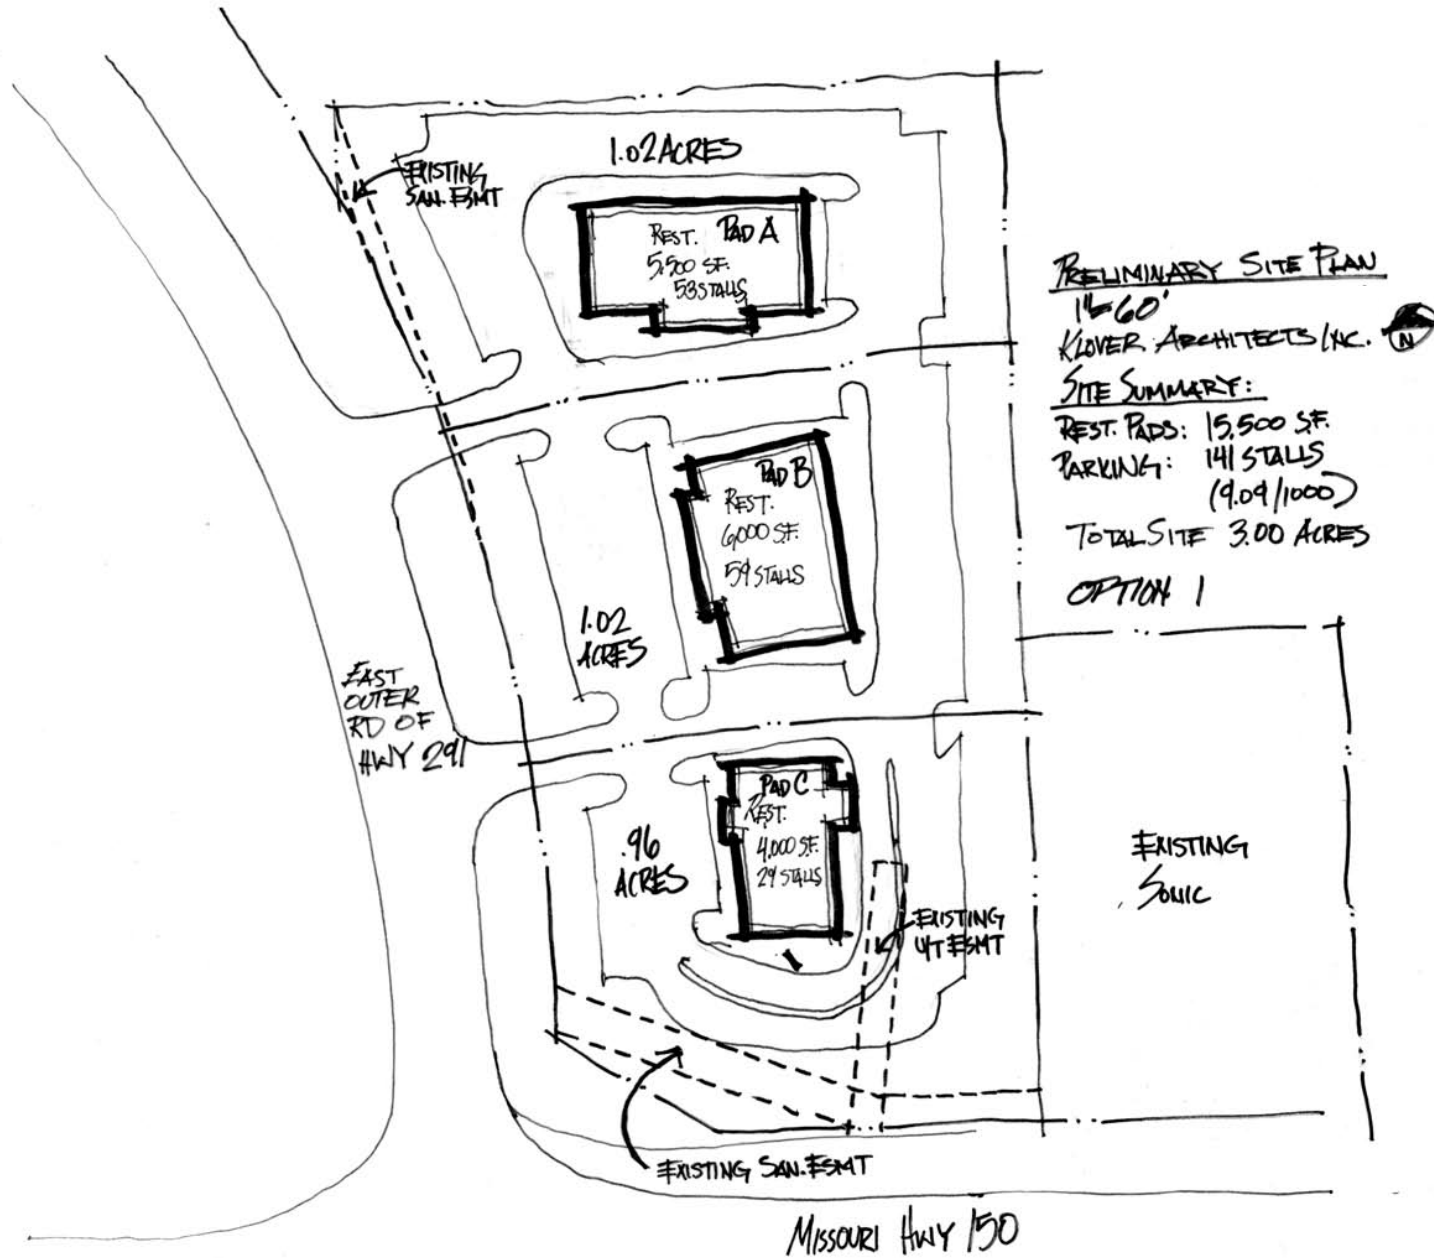 1.02 ACRES
EXISTING
SAN. ESMT
REST. PAD A
5,500 S.F.
53 STALLS
PRELIMINARY SITE PLAN
1"=60'
KLOVER ARCHITECTS INC.
N
SITE SUMMARY:
REST. PADS: 15,500 S.F.
PARKING: 141 STALLS
(9.09/1000)
TOTAL SITE 3.00 ACRES
OPTION 1
PAD B
REST.
6,000 S.F.
59 STALLS
1.02
ACRES
EAST
OUTER
RD OF
HWY 291
PAD C
REST.
4,000 S.F.
29 STALLS
.96
ACRES
EXISTING
SONIC
EXISTING
UT ESMT
EXISTING SAN. ESMT
MISSOURI HWY 150